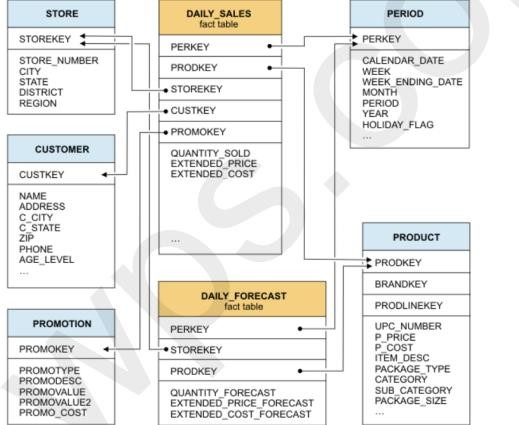 STORE
STOREKEY
STORE_NUMBER
CITY
STATE
DISTRICT
REGION
CUSTOMER
CUSTKEY
NAME
ADDRESS
C_CITY
C_STATE
ZIP
PHONE
AGE_LEVEL
...
PROMOTION
PROMOKEY
PROMOTYPE
PROMODESC
PROMOVALUE
PROMOVALUE2
PROMO_COST
DAILY_SALES
fact table
PERKEY
PRODKEY
STOREKEY
CUSTKEY
PROMOKEY
QUANTITY_SOLD
EXTENDED_PRICE
EXTENDED_COST
...
DAILY_FORECAST
fact table
PERKEY
STOREKEY
PRODKEY
QUANTITY_FORECAST
EXTENDED_PRICE_FORECAST
EXTENDED_COST_FORECAST
PERIOD
PERKEY
CALENDAR_DATE
WEEK
WEEK_ENDING_DATE
MONTH
PERIOD
YEAR
HOLIDAY_FLAG
...
PRODUCT
PRODKEY
BRANDKEY
PRODLINEKEY
UPC_NUMBER
P_PRICE
P_COST
ITEM_DESC
PACKAGE_TYPE
CATEGORY
SUB_CATEGORY
PACKAGE_SIZE
...